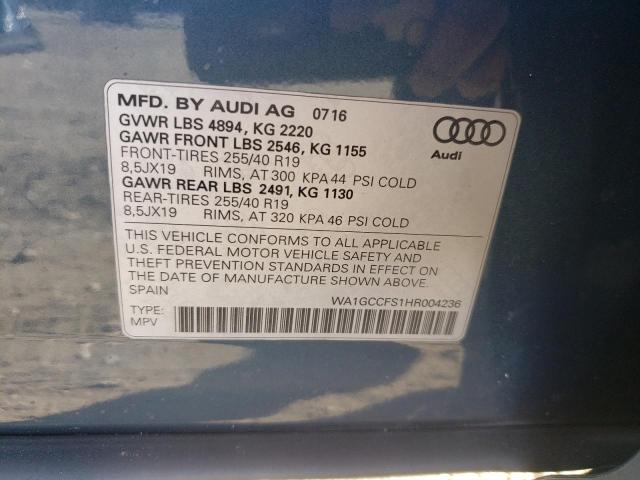 MFD. BY AUDI AG 0716
GVWR LBS 4894, KG 2220
GAWR FRONT LBS 2546, KG 1155
FRONT-TIRES 255/40 R19
8,5JX19 RIMS, AT 300 KPA 44 PSI COLD
GAWR REAR LBS 2491, KG 1130
REAR-TIRES 255/40 R19
8,5JX19 RIMS, AT 320 KPA 46 PSI COLD
Audi
THIS VEHICLE CONFORMS TO ALL APPLICABLE
U.S. FEDERAL MOTOR VEHICLE SAFETY AND
THEFT PREVENTION STANDARDS IN EFFECT ON
THE DATE OF MANUFACTURE SHOWN ABOVE.
SPAIN WA1GCCFS1HR004236
TYPE:
MPV